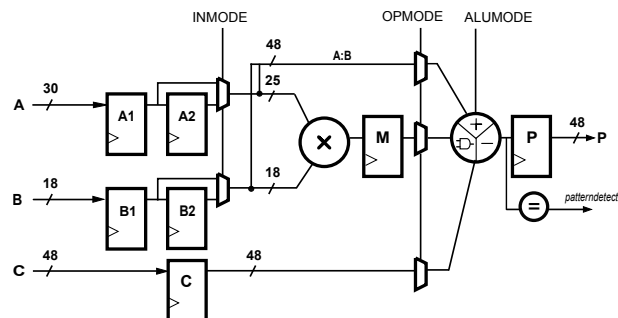 INMODE
OPMODE
ALUMODE
48
A:B
30
25
A
A1
A2
×
M
+
−
P
48
P
18
18
B
B1
B2
=
patterndetect
48
48
C
C